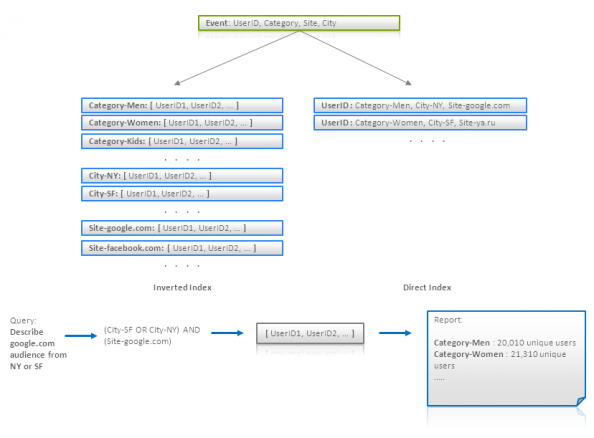 Event: UserID, Category, Site, City
Category-Men: [ UserID1, UserID2, ... ]
Category-Women: [ UserID1, UserID2, ... ]
Category-Kids: [ UserID1, UserID2, ... ]
. . . .
City-NY: [ UserID1, UserID2, ... ]
City-SF: [ UserID1, UserID2, ... ]
. . . .
Site-google.com: [ UserID1, UserID2, ... ]
Site-facebook.com: [ UserID1, UserID2, ... ]
. . . .
Inverted Index
UserID : Category-Men, City-NY, Site-google.com
UserID : Category-Women, City-SF, Site-ya.ru
. . . .
Direct Index
Query:
Describe
google.com
audience from
NY or SF
(City-SF OR City-NY) AND
(Site-google.com)
[ UserID1, UserID2, ... ]
Report:
Category-Men : 20,010 unique users
Category-Women : 21,310 unique
users
.....